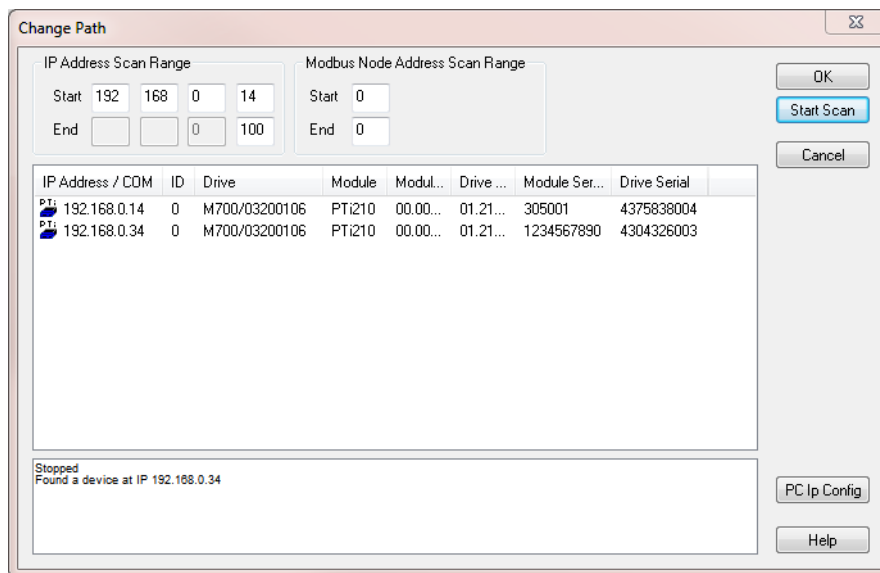 Change Path
IP Address Scan Range
Start 192 168 0 14
End 0 100
Modbus Node Address Scan Range
Start 0
End 0
OK
Start Scan
Cancel
IP Address / COM ID Drive Module Modul... Drive ... Module Ser... Drive Serial
PTi 192.168.0.14 0 M700/03200106 PTi210 00.00... 01.21... 305001 4375838004
PTi 192.168.0.34 0 M700/03200106 PTi210 00.00... 01.21... 1234567890 4304326003
Stopped
Found a device at IP 192.168.0.34
PC Ip Config
Help